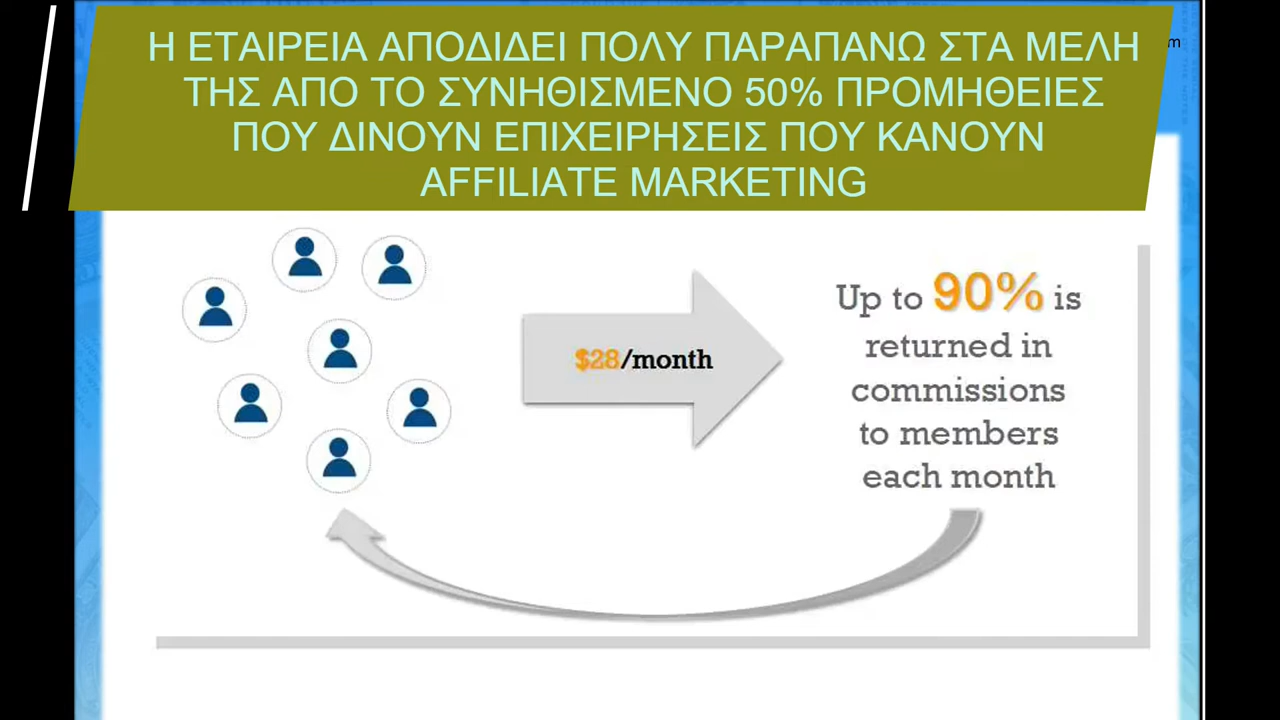 Η ΕΤΑΙΡΕΙΑ ΑΠΟΔΙΔΕΙ ΠΟΛΥ ΠΑΡΑΠΑΝΩ ΣΤΑ ΜΕΛΗ
ΤΗΣ ΑΠΟ ΤΟ ΣΥΝΗΘΙΣΜΕΝΟ 50% ΠΡΟΜΗΘΕΙΕΣ
ΠΟΥ ΔΙΝΟΥΝ ΕΠΙΧΕΙΡΗΣΕΙΣ ΠΟΥ ΚΑΝΟΥΝ
AFFILIATE MARKETING
Up to 90% is
returned in
commissions
to members
each month
$28/month